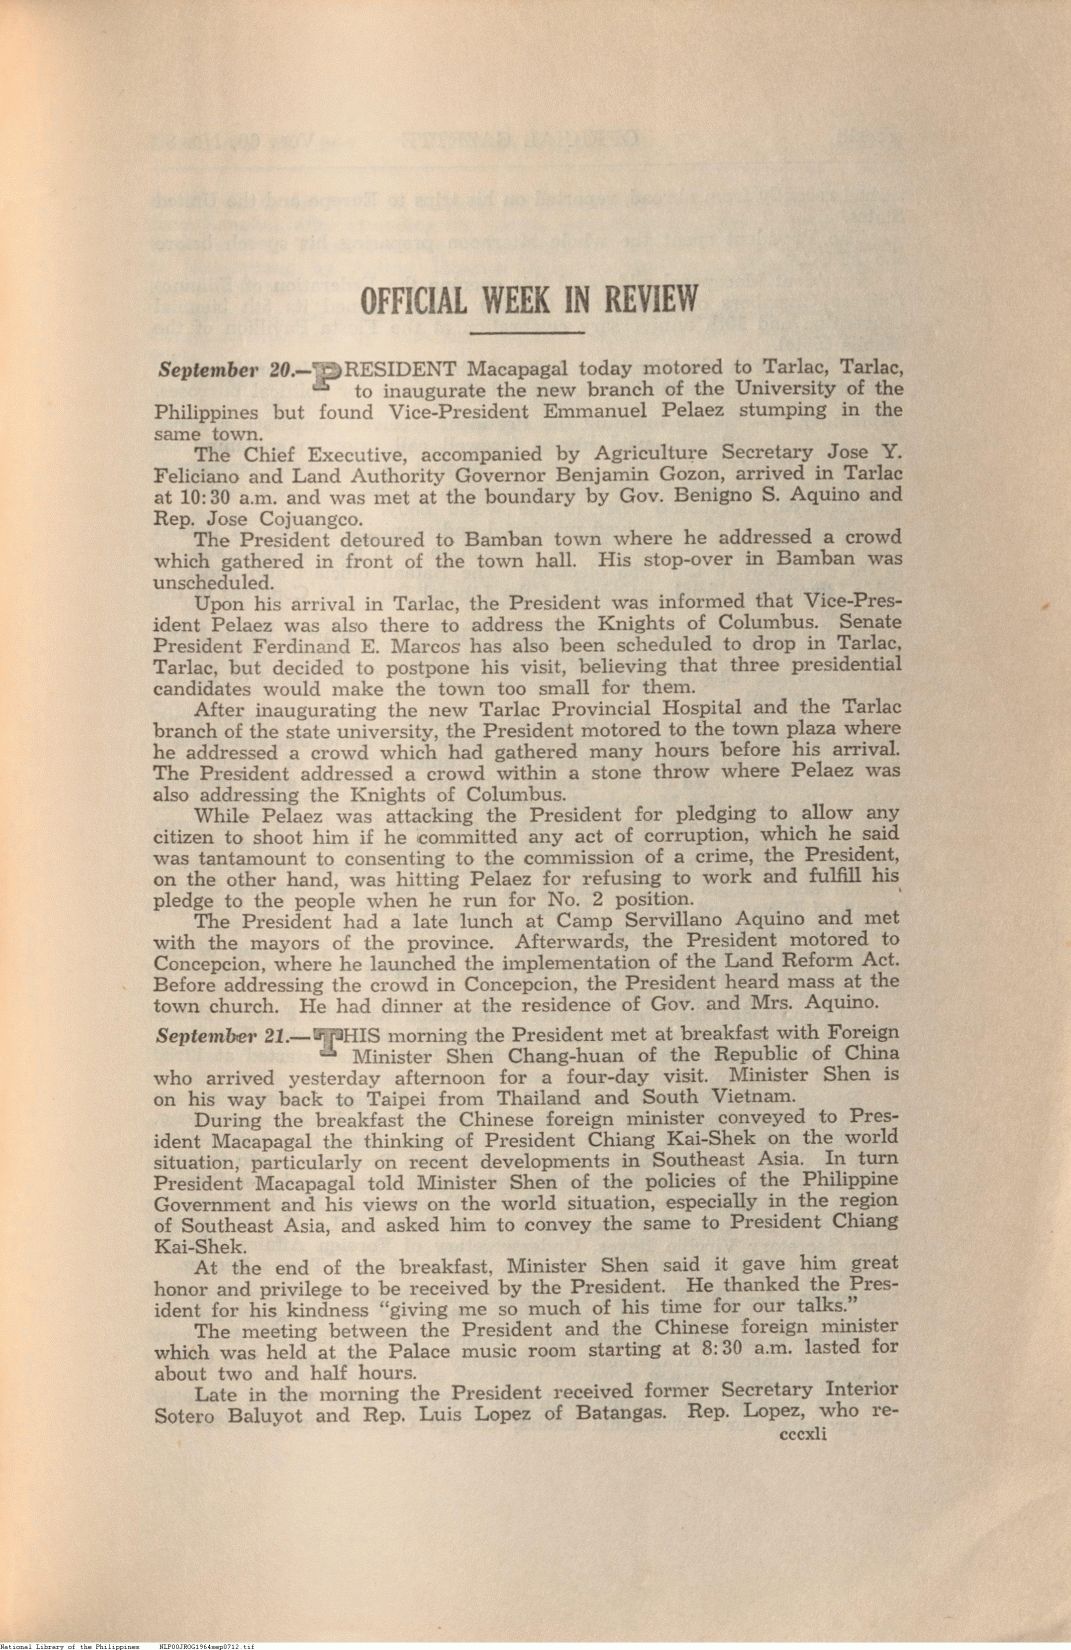 OFFICIAL WEEK IN REVIEW
September 20.—PRESIDENT Macapagal today motored to Tarlac, Tarlac,
to inaugurate the new branch of the University of the
Philippines but found Vice-President Emmanuel Pelaez stumping in the
same town.
The Chief Executive, accompanied by Agriculture Secretary Jose Y.
Feliciano and Land Authority Governor Benjamin Gozon, arrived in Tarlac
at 10:30 a.m. and was met at the boundary by Gov. Benigno S. Aquino and
Rep. Jose Cojuangco.
The President detoured to Bamban town where he addressed a crowd
which gathered in front of the town hall. His stop-over in Bamban was
unscheduled.
Upon his arrival in Tarlac, the President was informed that Vice-Pres-
ident Pelaez was also there to address the Knights of Columbus. Senate
President Ferdinand E. Marcos has also been scheduled to drop in Tarlac,
Tarlac, but decided to postpone his visit, believing that three presidential
candidates would make the town too small for them.
After inaugurating the new Tarlac Provincial Hospital and the Tarlac
branch of the state university, the President motored to the town plaza where
he addressed a crowd which had gathered many hours before his arrival.
The President addressed a crowd within a stone throw where Pelaez was
also addressing the Knights of Columbus.
While Pelaez was attacking the President for pledging to allow any
citizen to shoot him if he committed any act of corruption, which he said
was tantamount to consenting to the commission of a crime, the President,
on the other hand, was hitting Pelaez for refusing to work and fulfill his
pledge to the people when he run for No. 2 position.
The President had a late lunch at Camp Servillano Aquino and met
with the mayors of the province. Afterwards, the President motored to
Concepcion, where he launched the implementation of the Land Reform Act.
Before addressing the crowd in Concepcion, the President heard mass at the
town church. He had dinner at the residence of Gov. and Mrs. Aquino.
September 21.—THIS morning the President met at breakfast with Foreign
Minister Shen Chang-huan of the Republic of China
who arrived yesterday afternoon for a four-day visit. Minister Shen is
on his way back to Taipei from Thailand and South Vietnam.
During the breakfast the Chinese foreign minister conveyed to Pres-
ident Macapagal the thinking of President Chiang Kai-Shek on the world
situation, particularly on recent developments in Southeast Asia. In turn
President Macapagal told Minister Shen of the policies of the Philippine
Government and his views on the world situation, especially in the region
of Southeast Asia, and asked him to convey the same to President Chiang
Kai-Shek.
At the end of the breakfast, Minister Shen said it gave him great
honor and privilege to be received by the President. He thanked the Pres-
ident for his kindness “giving me so much of his time for our talks.”
The meeting between the President and the Chinese foreign minister
which was held at the Palace music room starting at 8:30 a.m. lasted for
about two and half hours.
Late in the morning the President received former Secretary Interior
Sotero Baluyot and Rep. Luis Lopez of Batangas. Rep. Lopez, who re-
cccxli
National Library of the Philippines NLP00JROG1964sep0712.tif